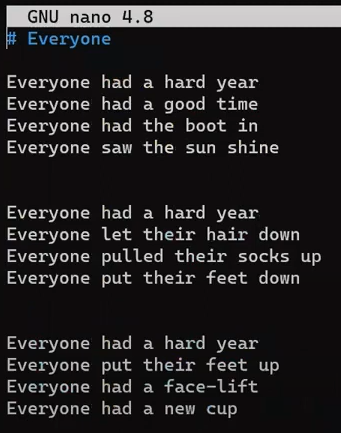 GNU nano 4.8
# Everyone
Everyone had a hard year
Everyone had a good time
Everyone had the boot in
Everyone saw the sun shine
Everyone had a hard year
Everyone let their hair down
Everyone pulled their socks up
Everyone put their feet down
Everyone had a hard year
Everyone put their feet up
Everyone had a face-lift
Everyone had a new cup